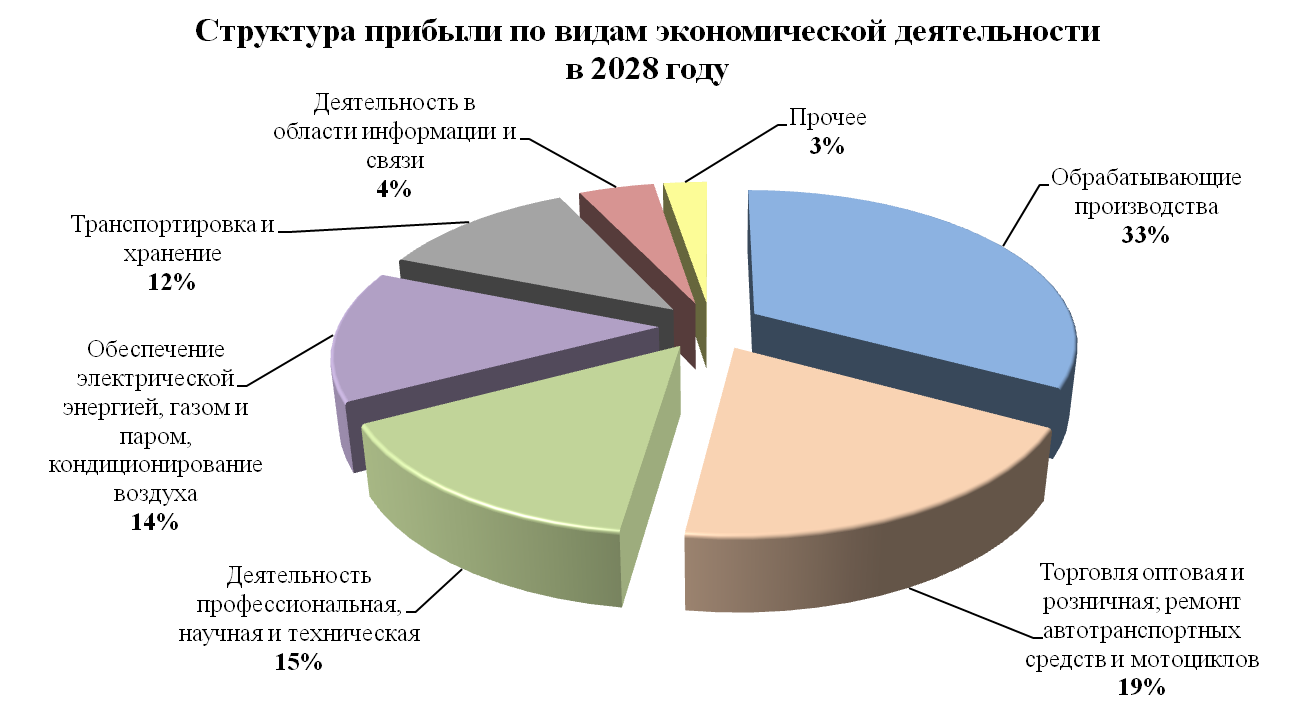 Структура прибыли по видам экономической деятельности
в 2028 году
Деятельность в
области информации и
связи
4%
Прочее
3%
Обрабатывающие
производства
33%
Транспортировка и
хранение
12%
Обеспечение
электрической
энергией, газом и
паром,
кондиционирование
воздуха
14%
Деятельность
профессиональная,
научная и техническая
15%
Торговля оптовая и
розничная; ремонт
автотранспортных
средств и мотоциклов
19%